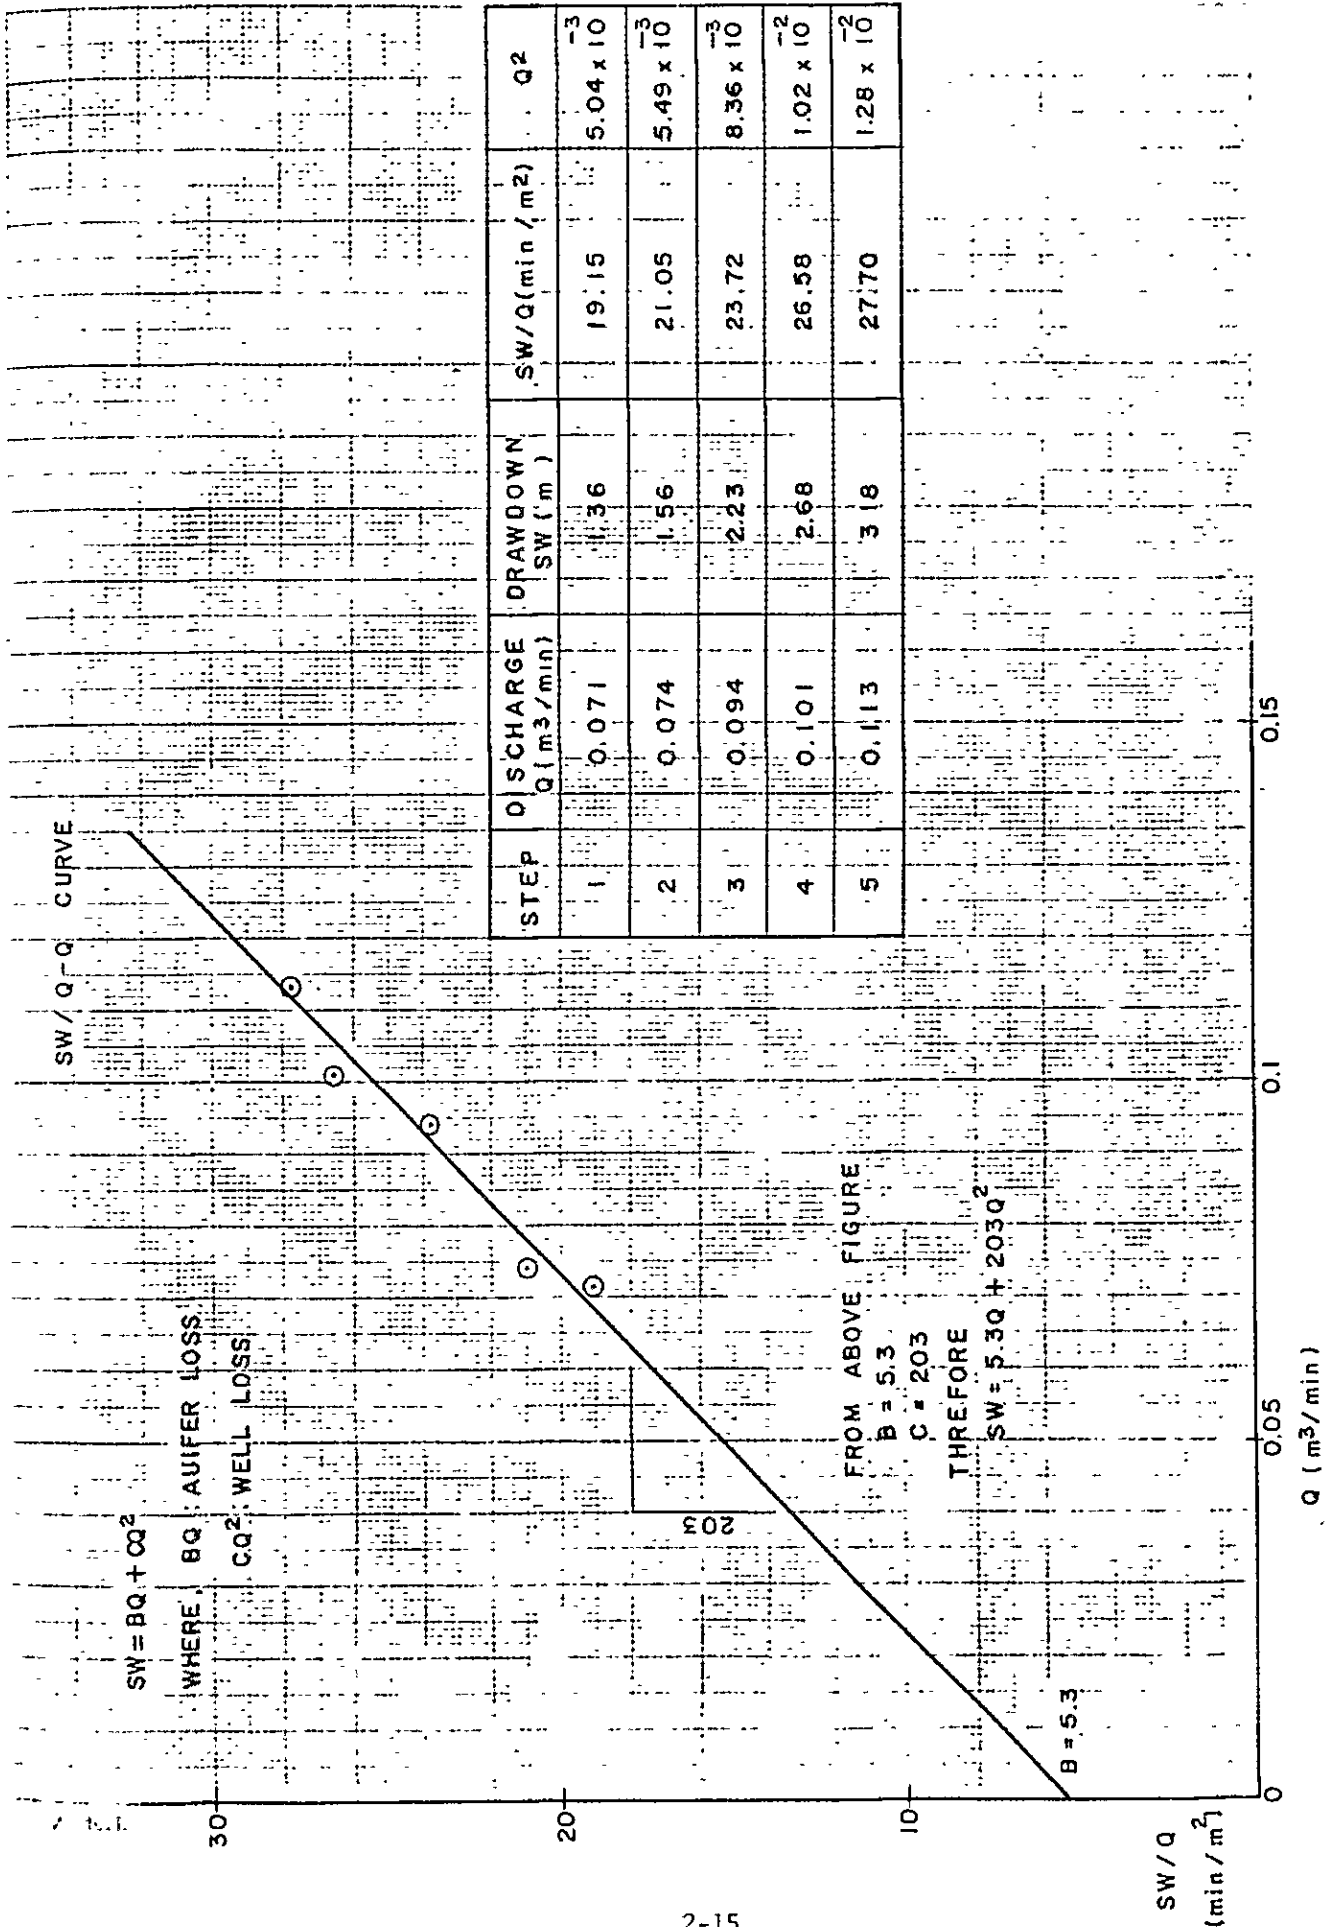 SW/Q-Q CURVE
SW=BQ+CQ²
WHERE, BQ: AUIFER LOSS
CQ²: WELL LOSS
30
20
10
SW/Q
(min/m²)
0
0.05
0.1
0.15
Q (m³/min)
B=5.3
203
FROM ABOVE FIGURE
B = 5.3
C = 203
THREFORE
SW=5.3Q+203Q²
STEP DISCHARGE Q(m³/min) DRAWDOWN SW (m) SW/Q(min/m²) Q2
1 0.071 1.36 19.15 5.04 x 10⁻³
2 0.074 1.56 21.05 5.49 x 10⁻³
3 0.094 2.23 23.72 8.36 x 10⁻³
4 0.101 2.68 26.58 1.02 x 10⁻²
5 0.113 3.18 27.70 1.28 x 10⁻²
2-15